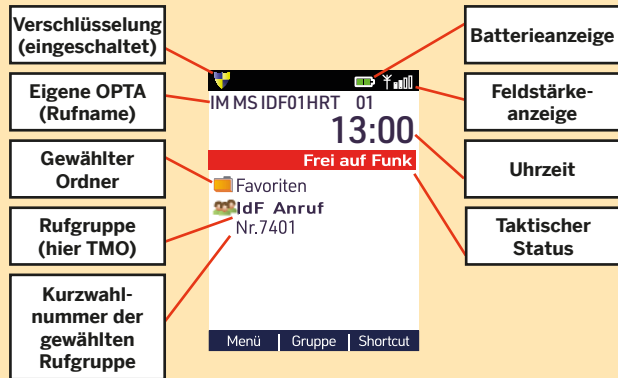 Verschlüsselung
(eingeschaltet)
Eigene OPTA
(Rufname)
Gewählter
Ordner
Rufgruppe
(hier TMO)
Kurzwahl-
nummer der
gewählten
Rufgruppe
IM MS IDF01HRT 01
13:00
Frei auf Funk
Favoriten
IdF Anruf
Nr.7401
Menü Gruppe Shortcut
Batterieanzeige
Feldstärke-
anzeige
Uhrzeit
Taktischer
Status